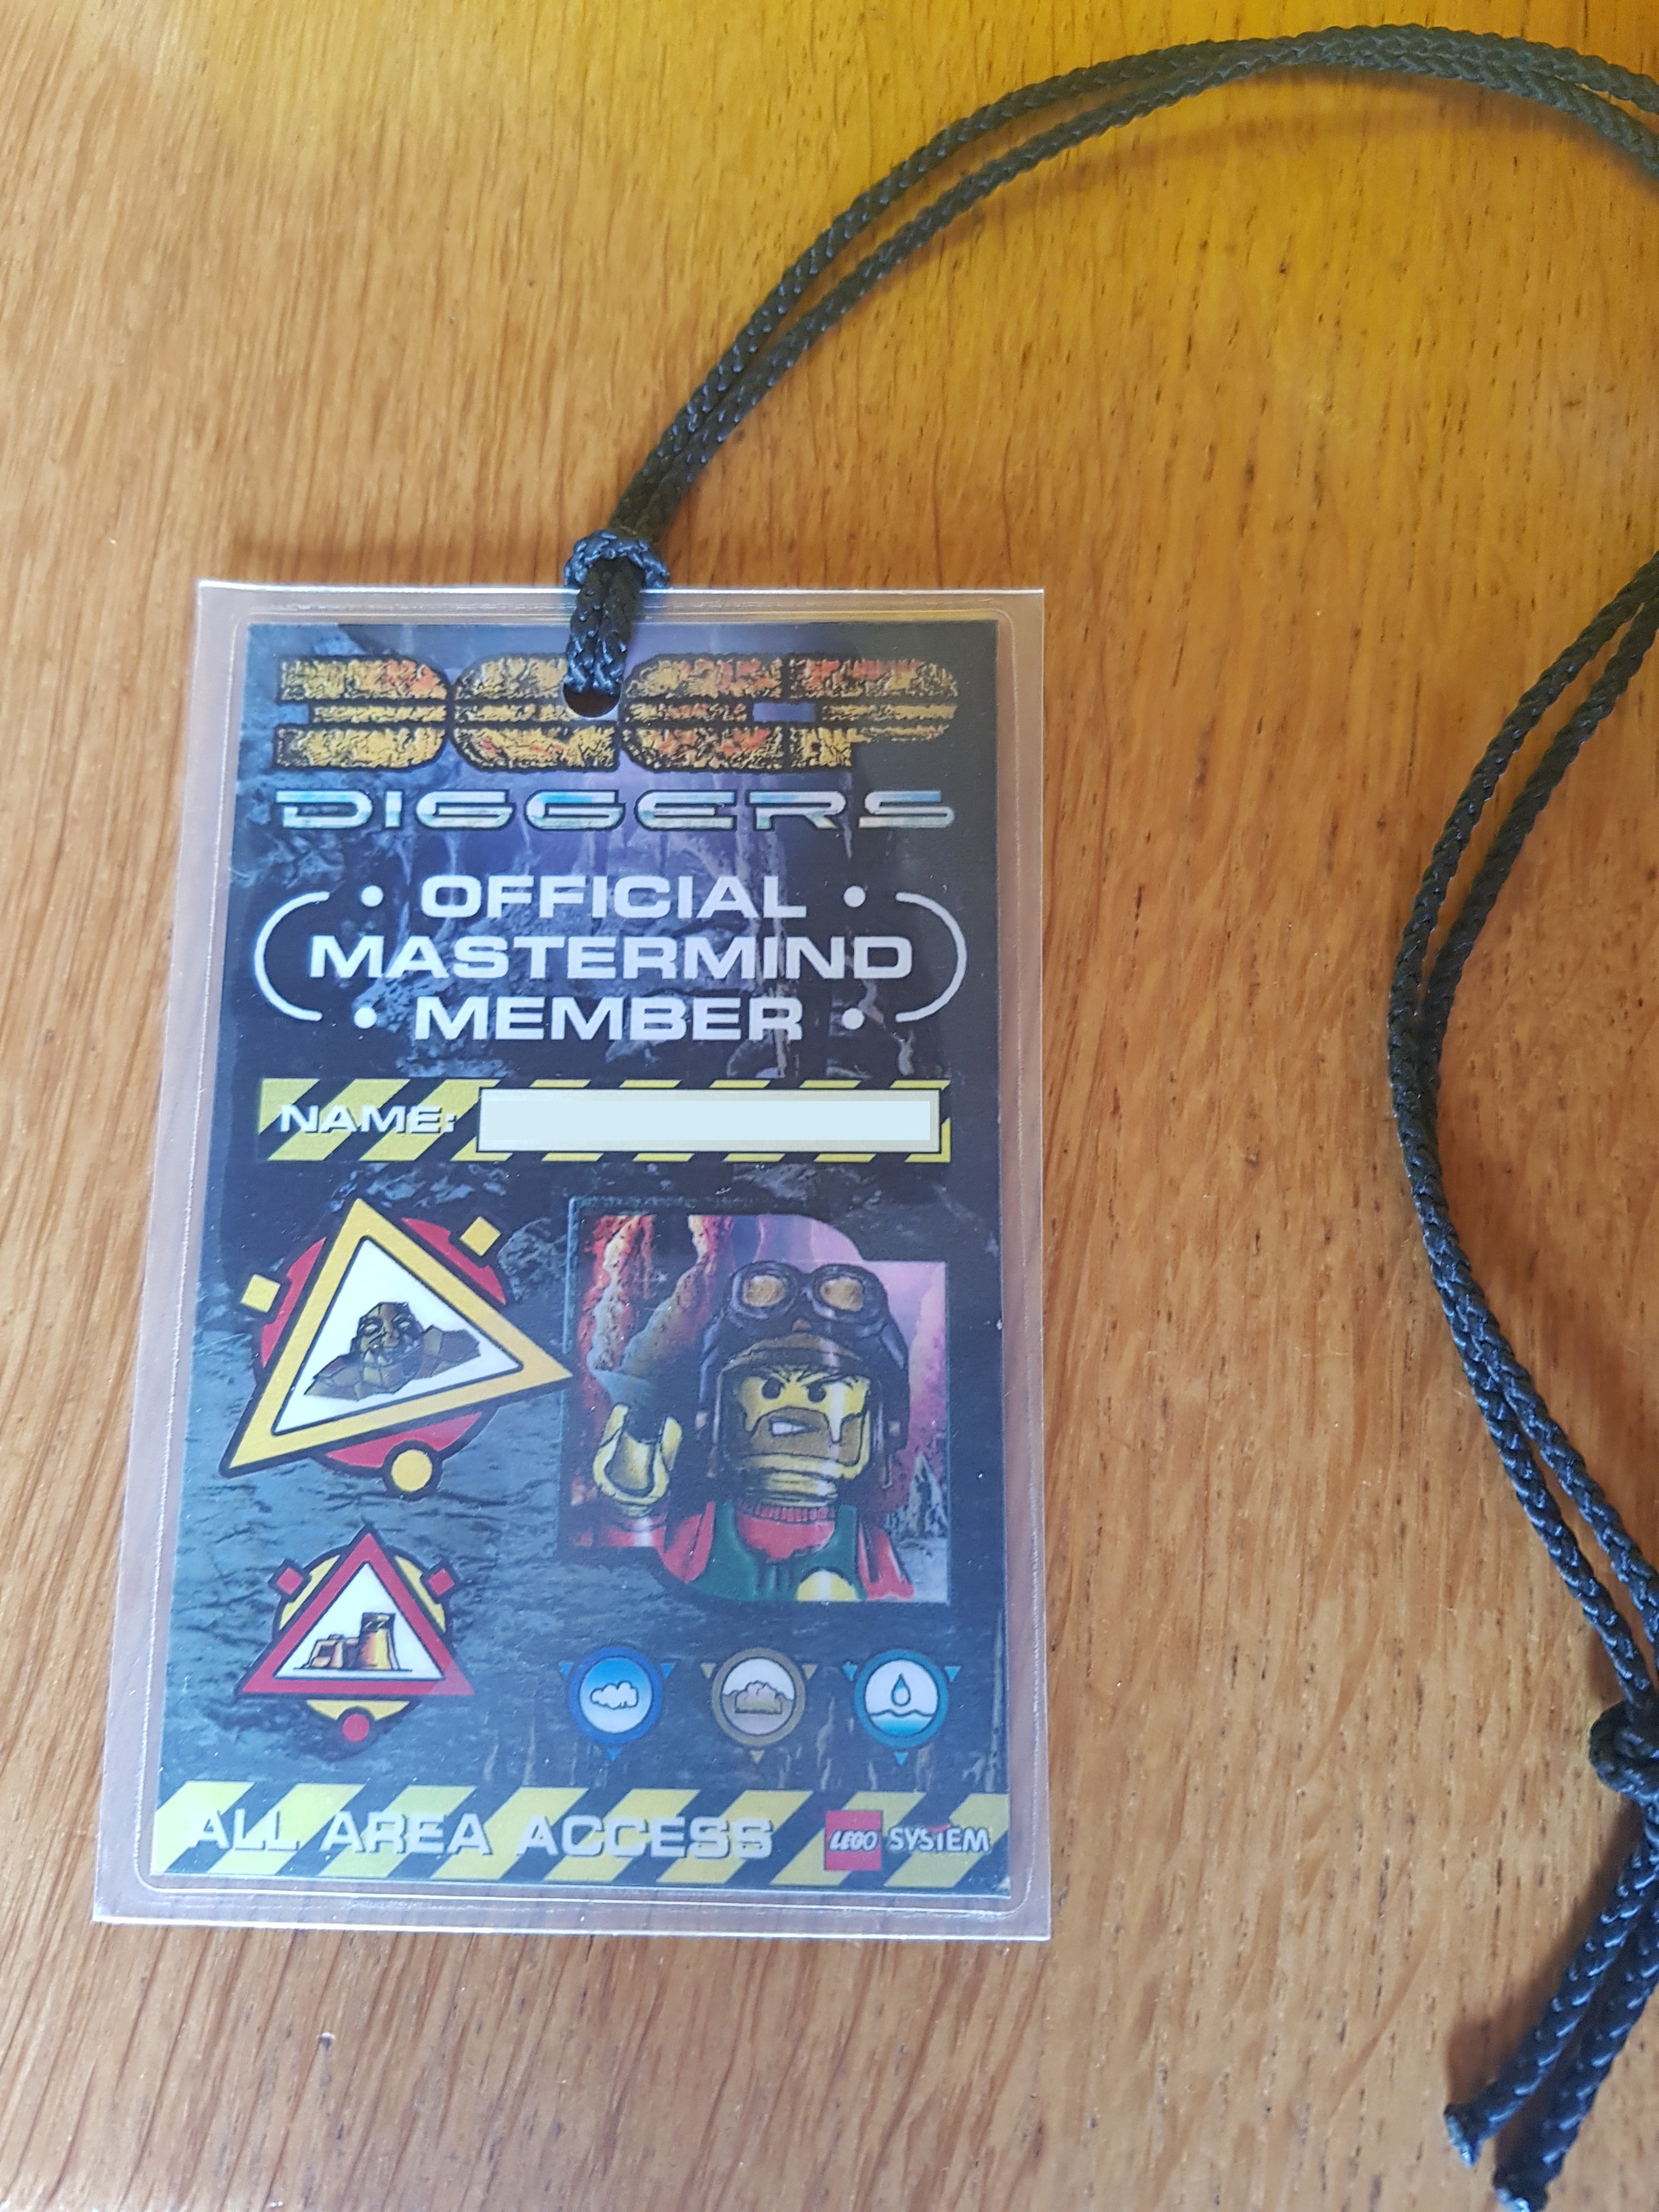 DEEP
DIGGERS
OFFICIAL
MASTERMIND
MEMBER
NAME:
ALL AREA ACCESS LEGO SYSTEM